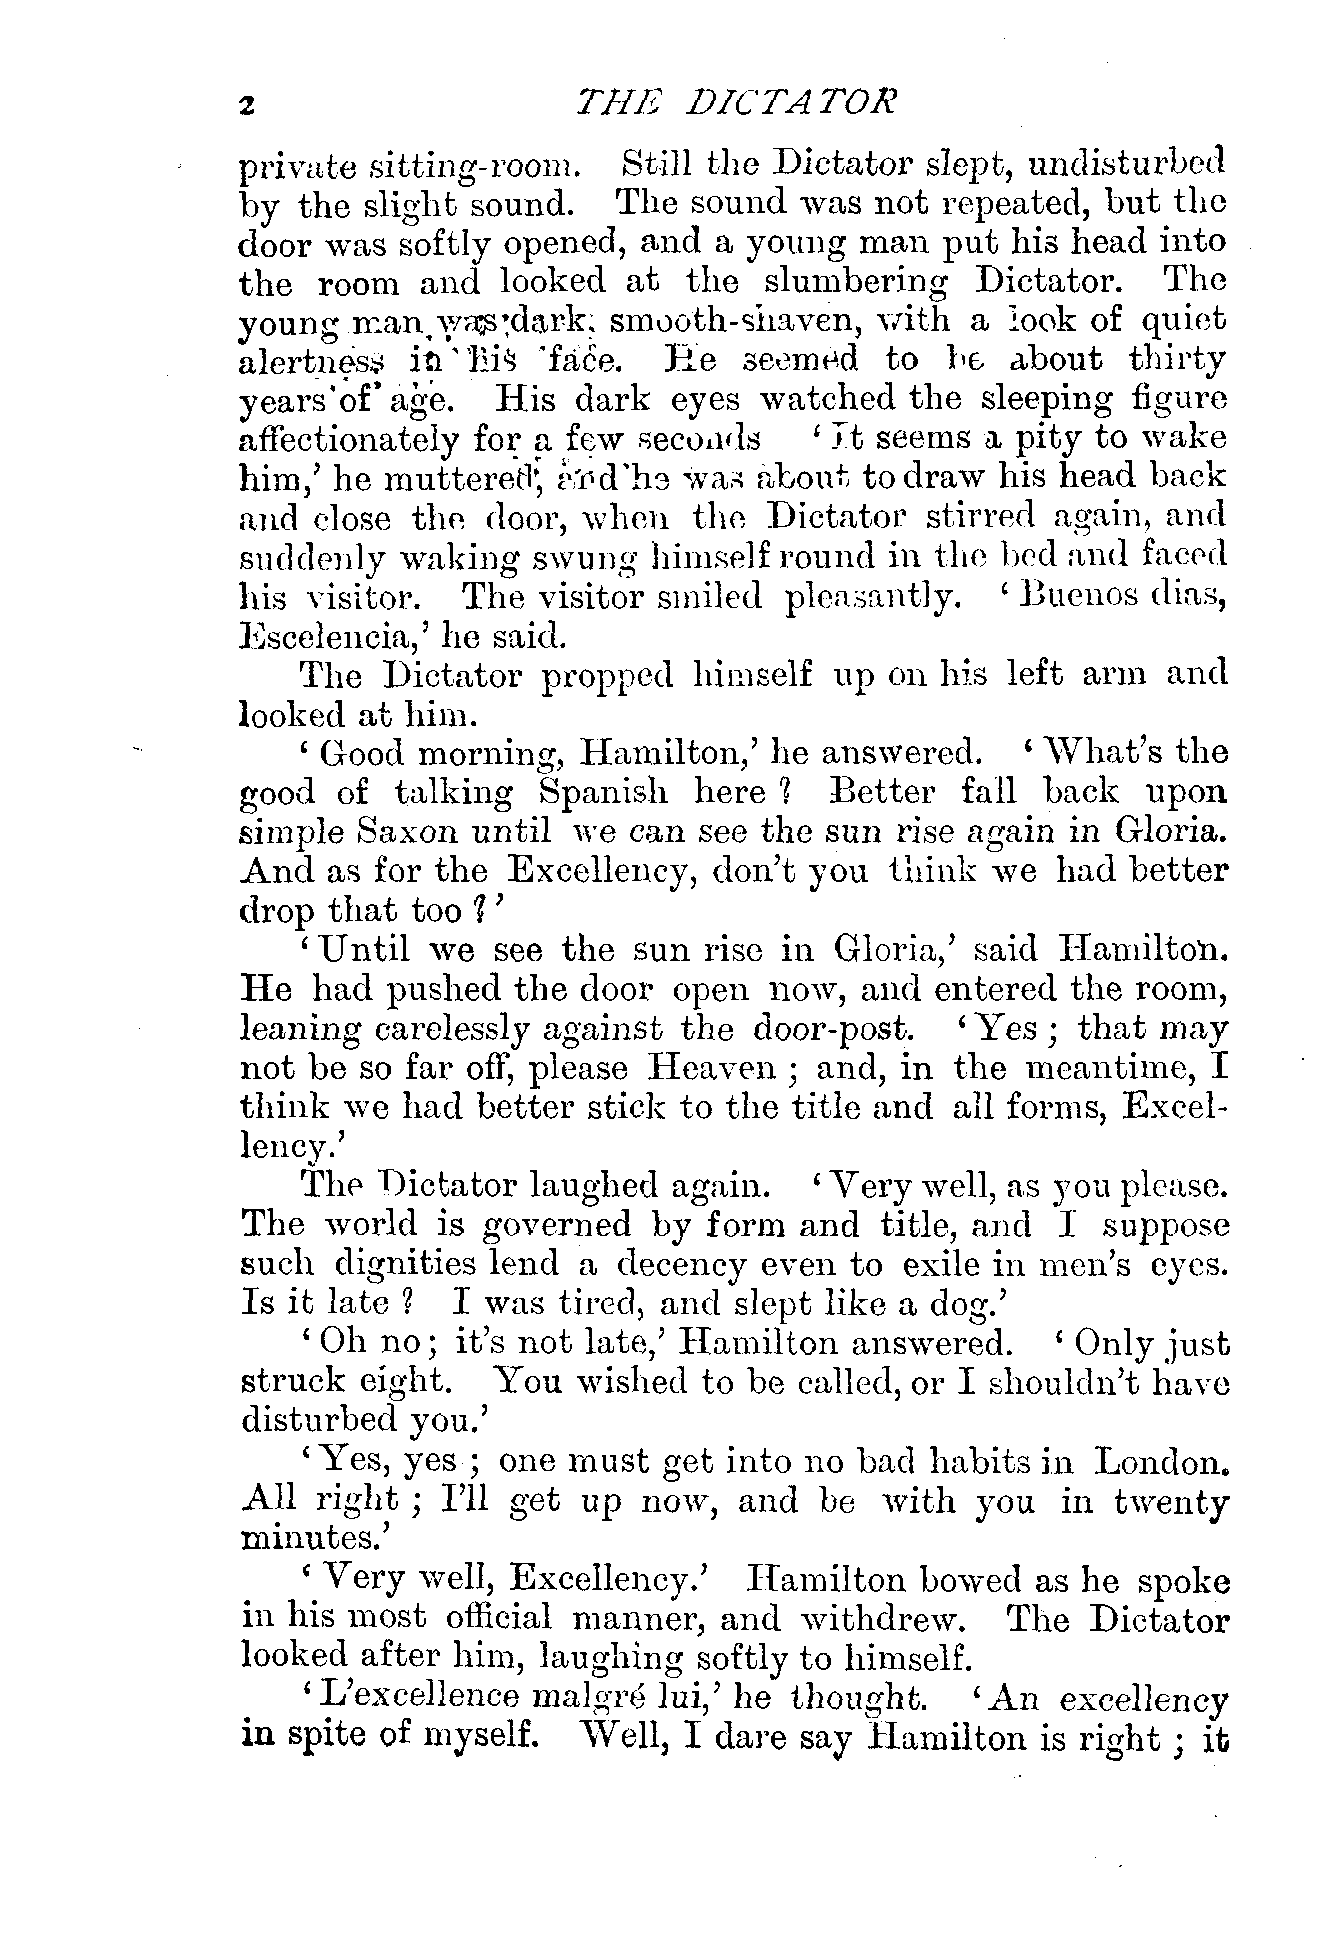 2 THE DICTATOR
private sitting-room. Still the Dictator slept, undisturbed
by the slight sound. The sound was not repeated, but the
door was softly opened, and a young man put his head into
the room and looked at the slumbering Dictator. The
young man was dark, smooth-shaven, with a look of quiet
alertness in his face. He seemed to be about thirty
years of age. His dark eyes watched the sleeping figure
affectionately for a few seconds ‘It seems a pity to wake
him,’ he muttered; and he was about to draw his head back
and close the door, when the Dictator stirred again, and
suddenly waking swung himself round in the bed and faced
his visitor. The visitor smiled pleasantly. ‘Buenos dias,
Escelencia,’ he said.
The Dictator propped himself up on his left arm and
looked at him.
‘Good morning, Hamilton,’ he answered. ‘What’s the
good of talking Spanish here? Better fall back upon
simple Saxon until we can see the sun rise again in Gloria.
And as for the Excellency, don’t you think we had better
drop that too?’
‘Until we see the sun rise in Gloria,’ said Hamilton.
He had pushed the door open now, and entered the room,
leaning carelessly against the door-post. ‘Yes; that may
not be so far off, please Heaven; and, in the meantime, I
think we had better stick to the title and all forms, Excel-
lency.’
The Dictator laughed again. ‘Very well, as you please.
The world is governed by form and title, and I suppose
such dignities lend a decency even to exile in men’s eyes.
Is it late? I was tired, and slept like a dog.’
‘Oh no; it’s not late,’ Hamilton answered. ‘Only just
struck eight. You wished to be called, or I shouldn’t have
disturbed you.’
‘Yes, yes; one must get into no bad habits in London.
All right; I’ll get up now, and be with you in twenty
minutes.’
‘Very well, Excellency.’ Hamilton bowed as he spoke
in his most official manner, and withdrew. The Dictator
looked after him, laughing softly to himself.
‘L’excellence malgré lui,’ he thought. ‘An excellency
in spite of myself. Well, I dare say Hamilton is right; it